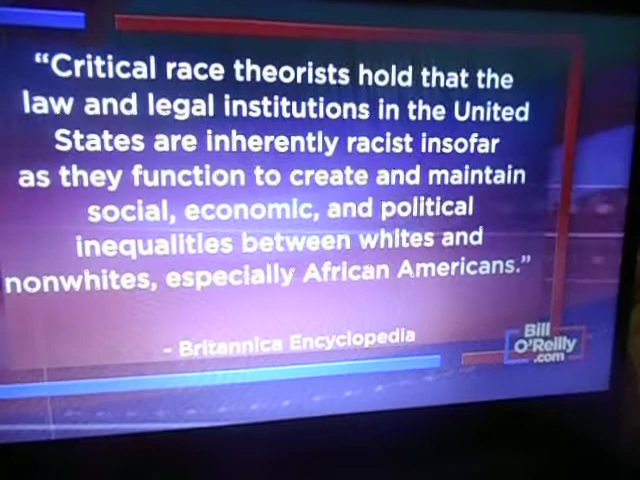 “Critical race theorists hold that the
law and legal institutions in the United
States are inherently racist insofar
as they function to create and maintain
social, economic, and political
inequalities between whites and
nonwhites, especially African Americans.”
- Britannica Encyclopedia
Bill
O'Reilly
.com